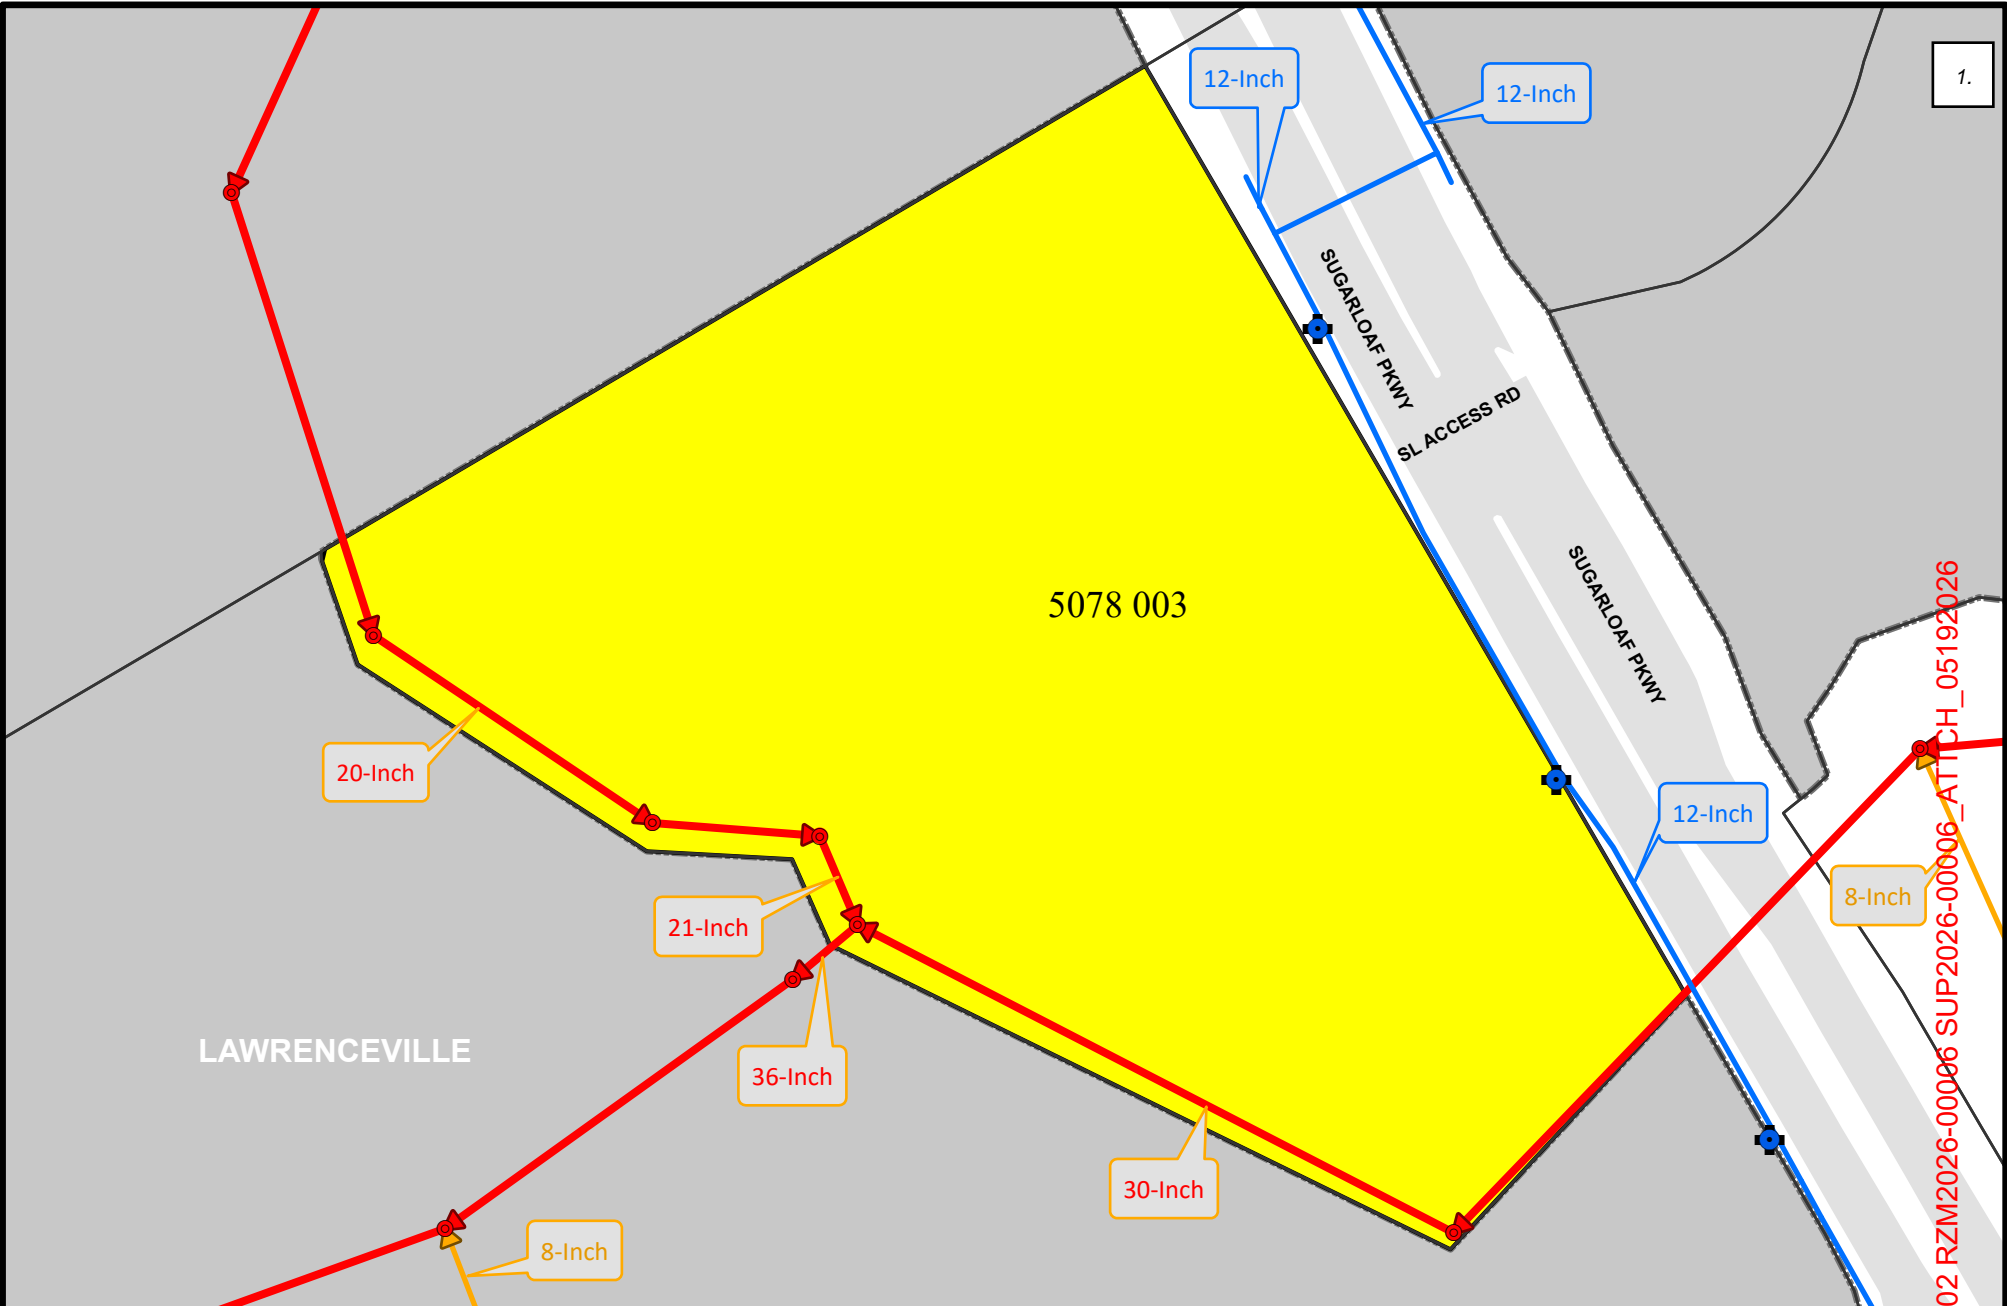 1.
12-Inch
12-Inch
SUGARLOAF PKWY
SL ACCESS RD
5078 003
SUGARLOAF PKWY
20-Inch
12-Inch
8-Inch
21-Inch
LAWRENCEVILLE
36-Inch
30-Inch
8-Inch
02 RZM2026-00006 SUP2026-00006_ATTCH_05192026